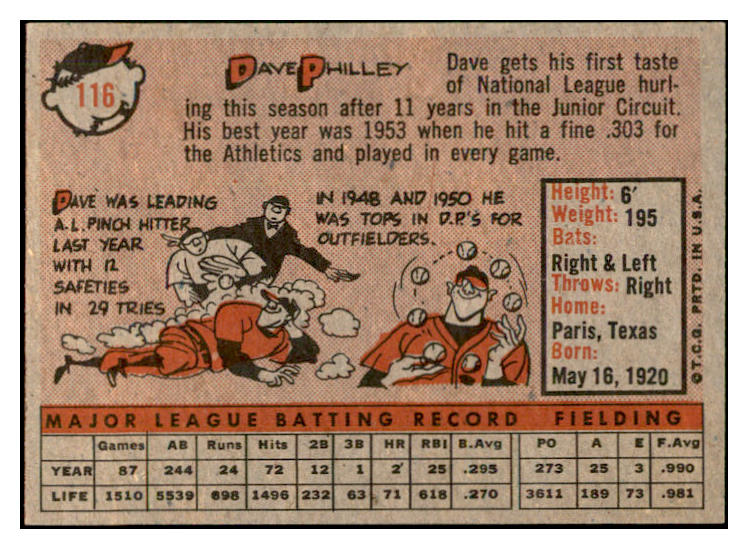 116
DAVE PHILLEY
Dave gets his first taste
of National League hurl-
ing this season after 11 years in the Junior Circuit.
His best year was 1953 when he hit a fine .303 for
the Athletics and played in every game.
DAVE WAS LEADING
A.L. PINCH HITTER
LAST YEAR
WITH 12
SAFETIES
IN 29 TRIES
IN 1948 AND 1950 HE
WAS TOPS IN D.P.'S FOR
OUTFIELDERS.
Height: 6'
Weight: 195
Bats:
Right & Left
Throws: Right
Home:
Paris, Texas
Born:
May 16, 1920
©T.C.G. PRTD. IN U.S.A.
MAJOR LEAGUE BATTING RECORD FIELDING
Games AB Runs Hits 2B 3B HR RBI B.Avg PO A E F.Avg
YEAR 87 244 24 72 12 1 2 25 .295 273 25 3 .990
LIFE 1510 5539 698 1496 232 63 71 618 .270 3611 189 73 .981